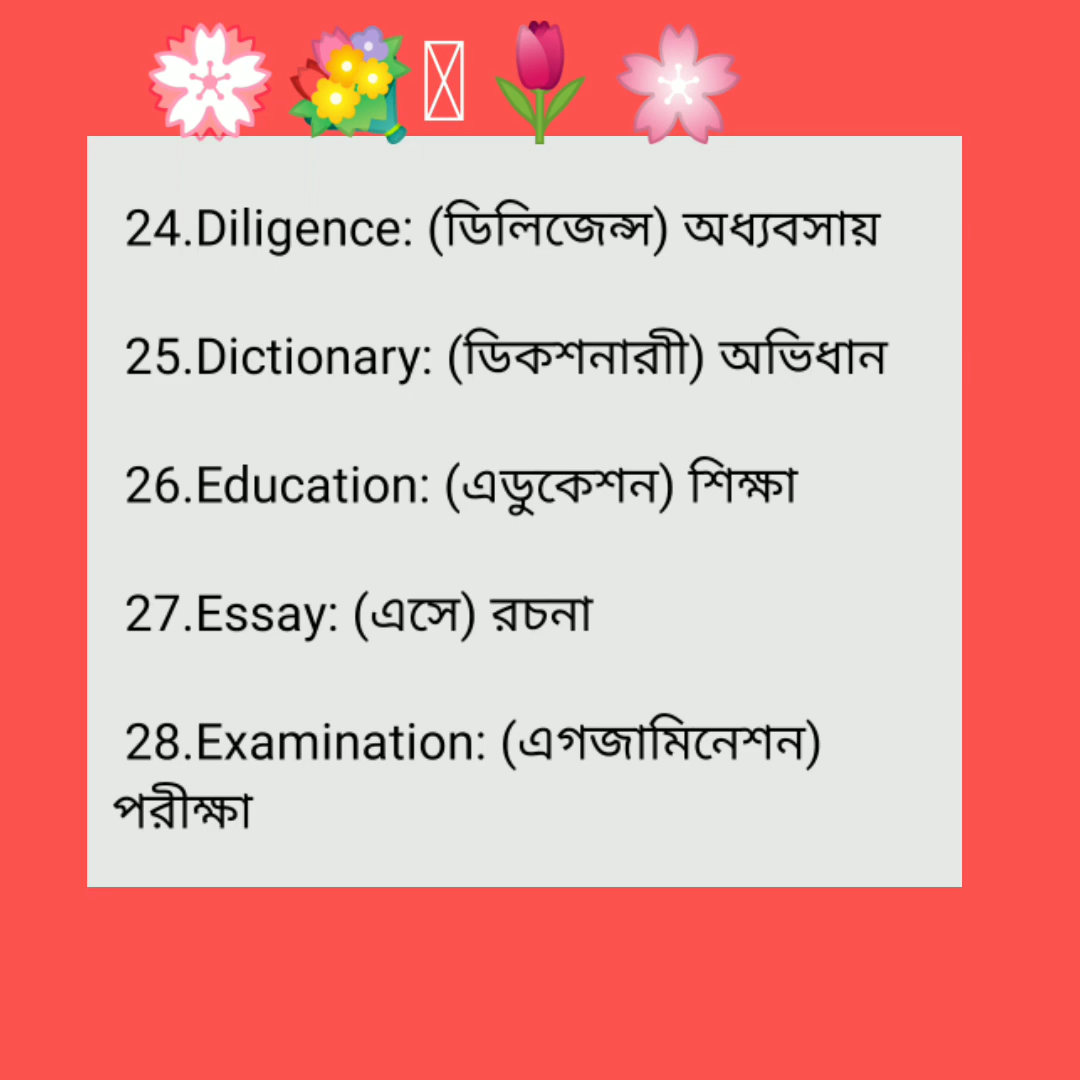 24.Diligence: (ডিলিজেন্স) অধ্যবসায়
25.Dictionary: (ডিকশনারাী) অভিধান
26.Education: (এডুকেশন) শিক্ষা
27.Essay: (এসে) রচনা
28.Examination: (এগজামিনেশন)
পরীক্ষা